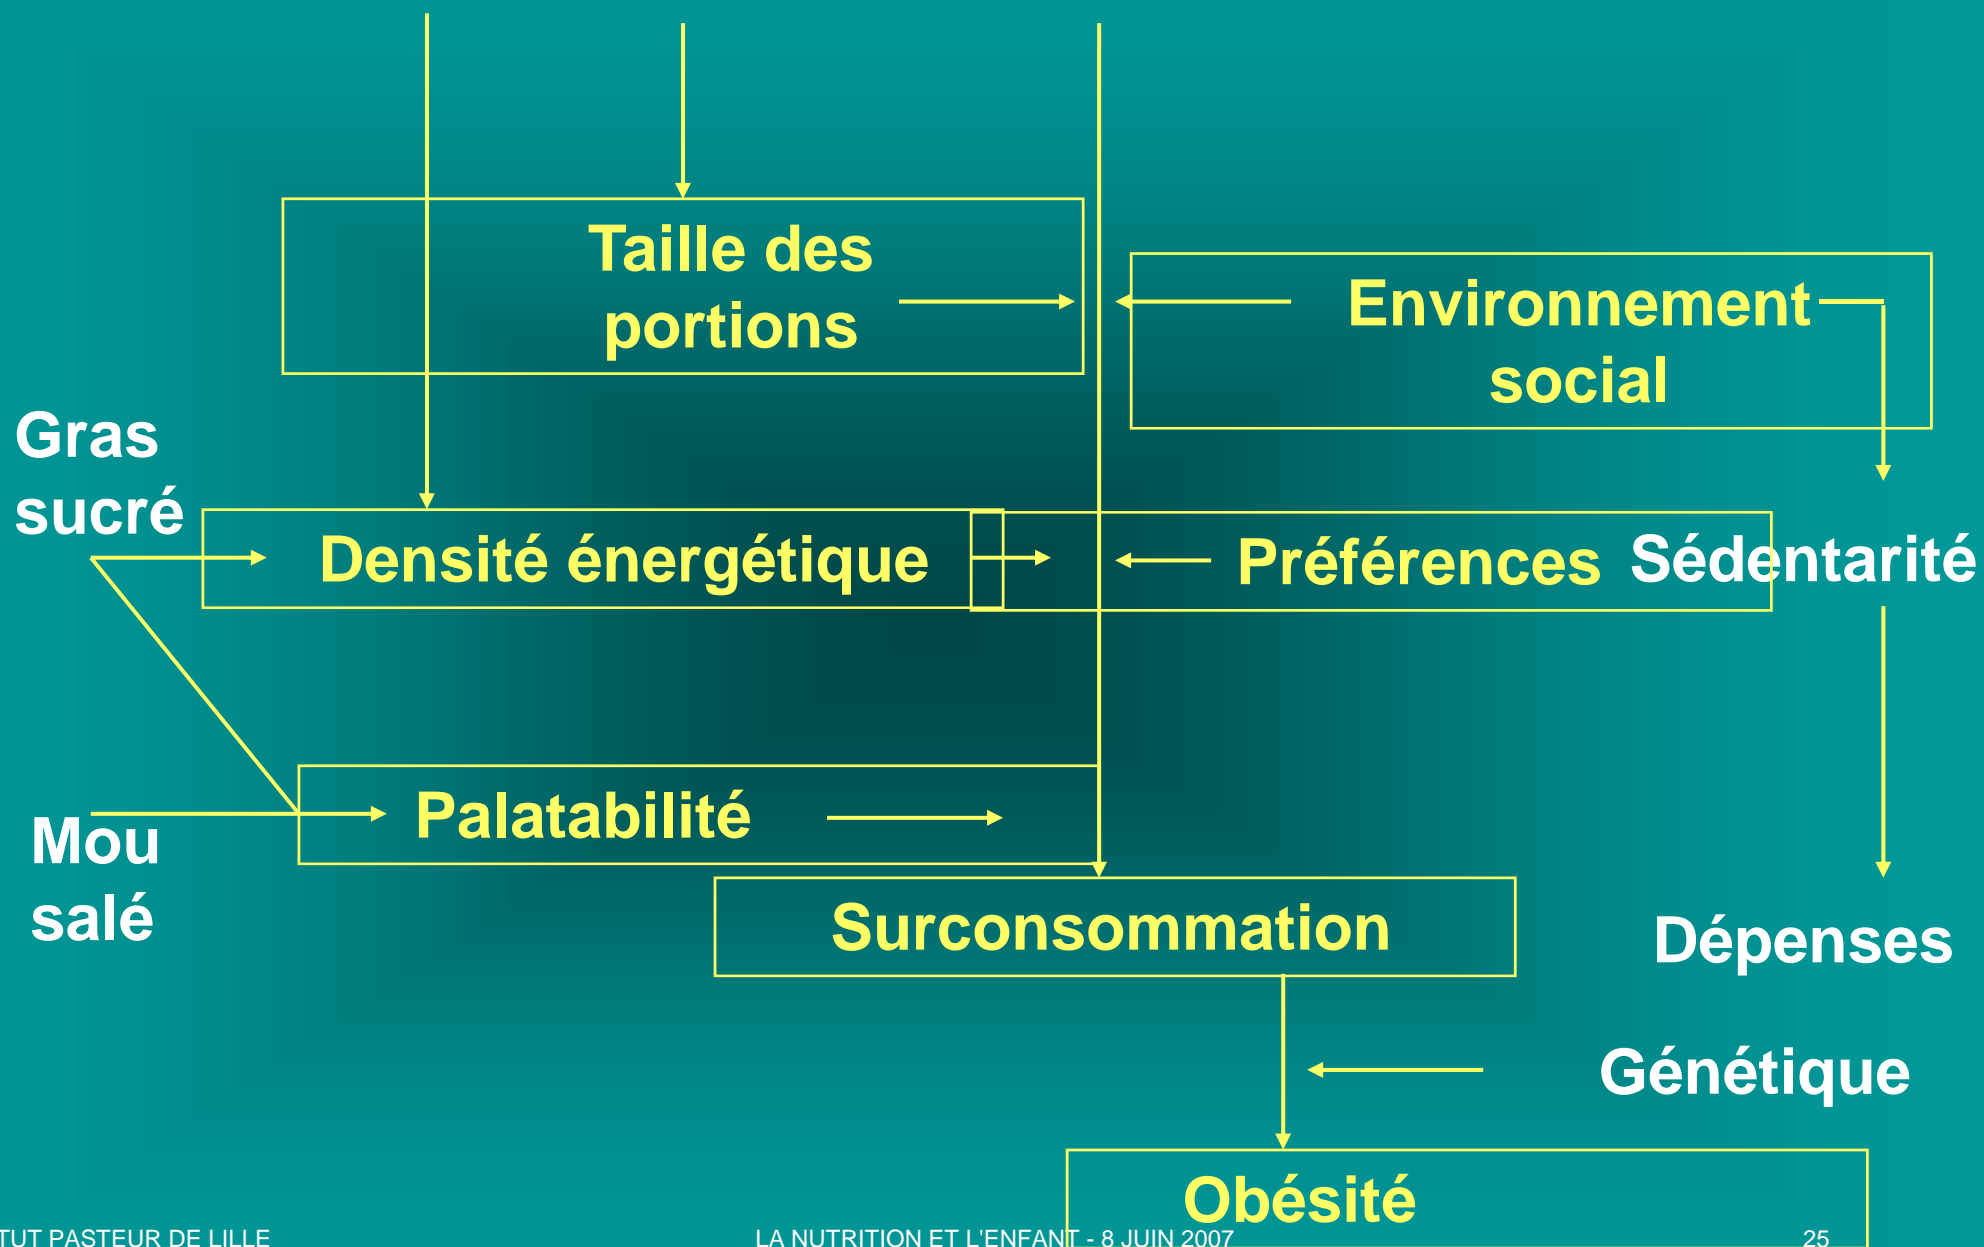 Taille des
portions
Environnement
social
Gras
sucré
Densité énergétique
Préférences
Sédentarité
Palatabilité
Mou
salé
Surconsommation
Dépenses
Génétique
Obésité
TUT PASTEUR DE LILLE
LA NUTRITION ET L'ENFANT - 8 JUIN 2007
25